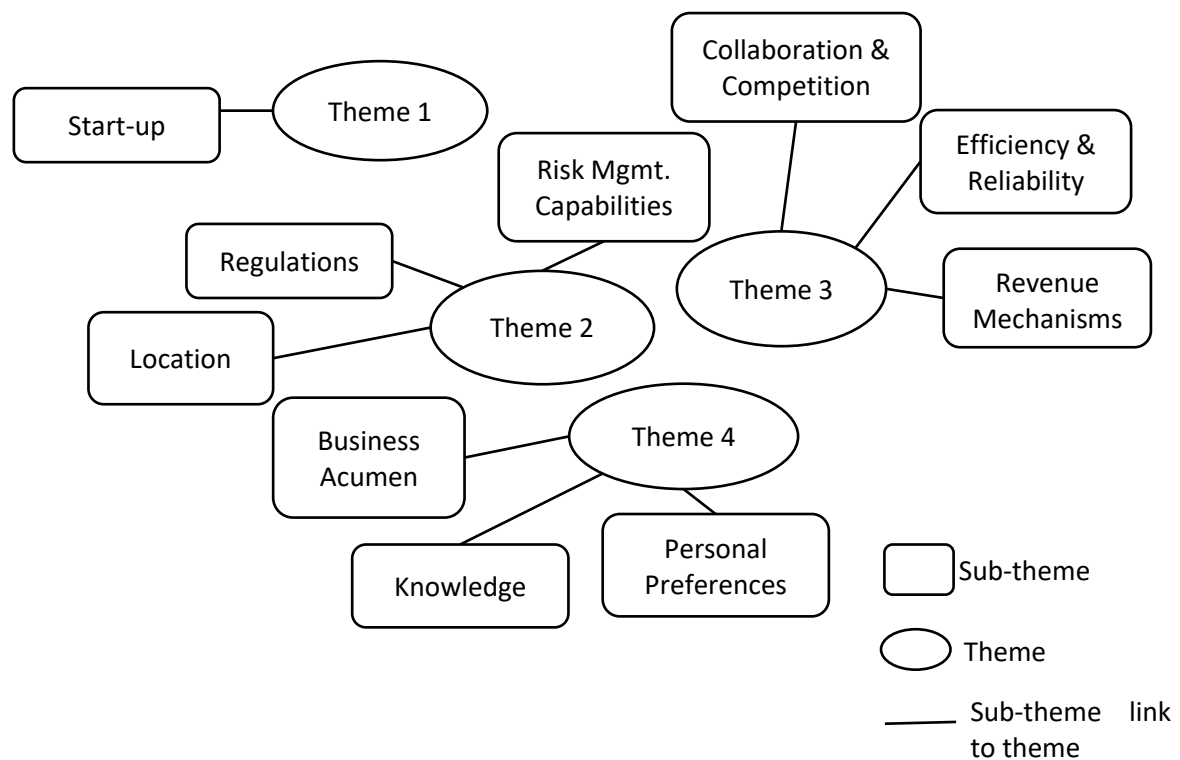 Collaboration &
Competition
Start-up
Theme 1
Efficiency &
Reliability
Risk Mgmt.
Capabilities
Regulations
Theme 2
Theme 3
Revenue
Mechanisms
Location
Business
Acumen
Theme 4
Knowledge
Personal
Preferences
Sub-theme
Theme
Sub-theme link
to theme